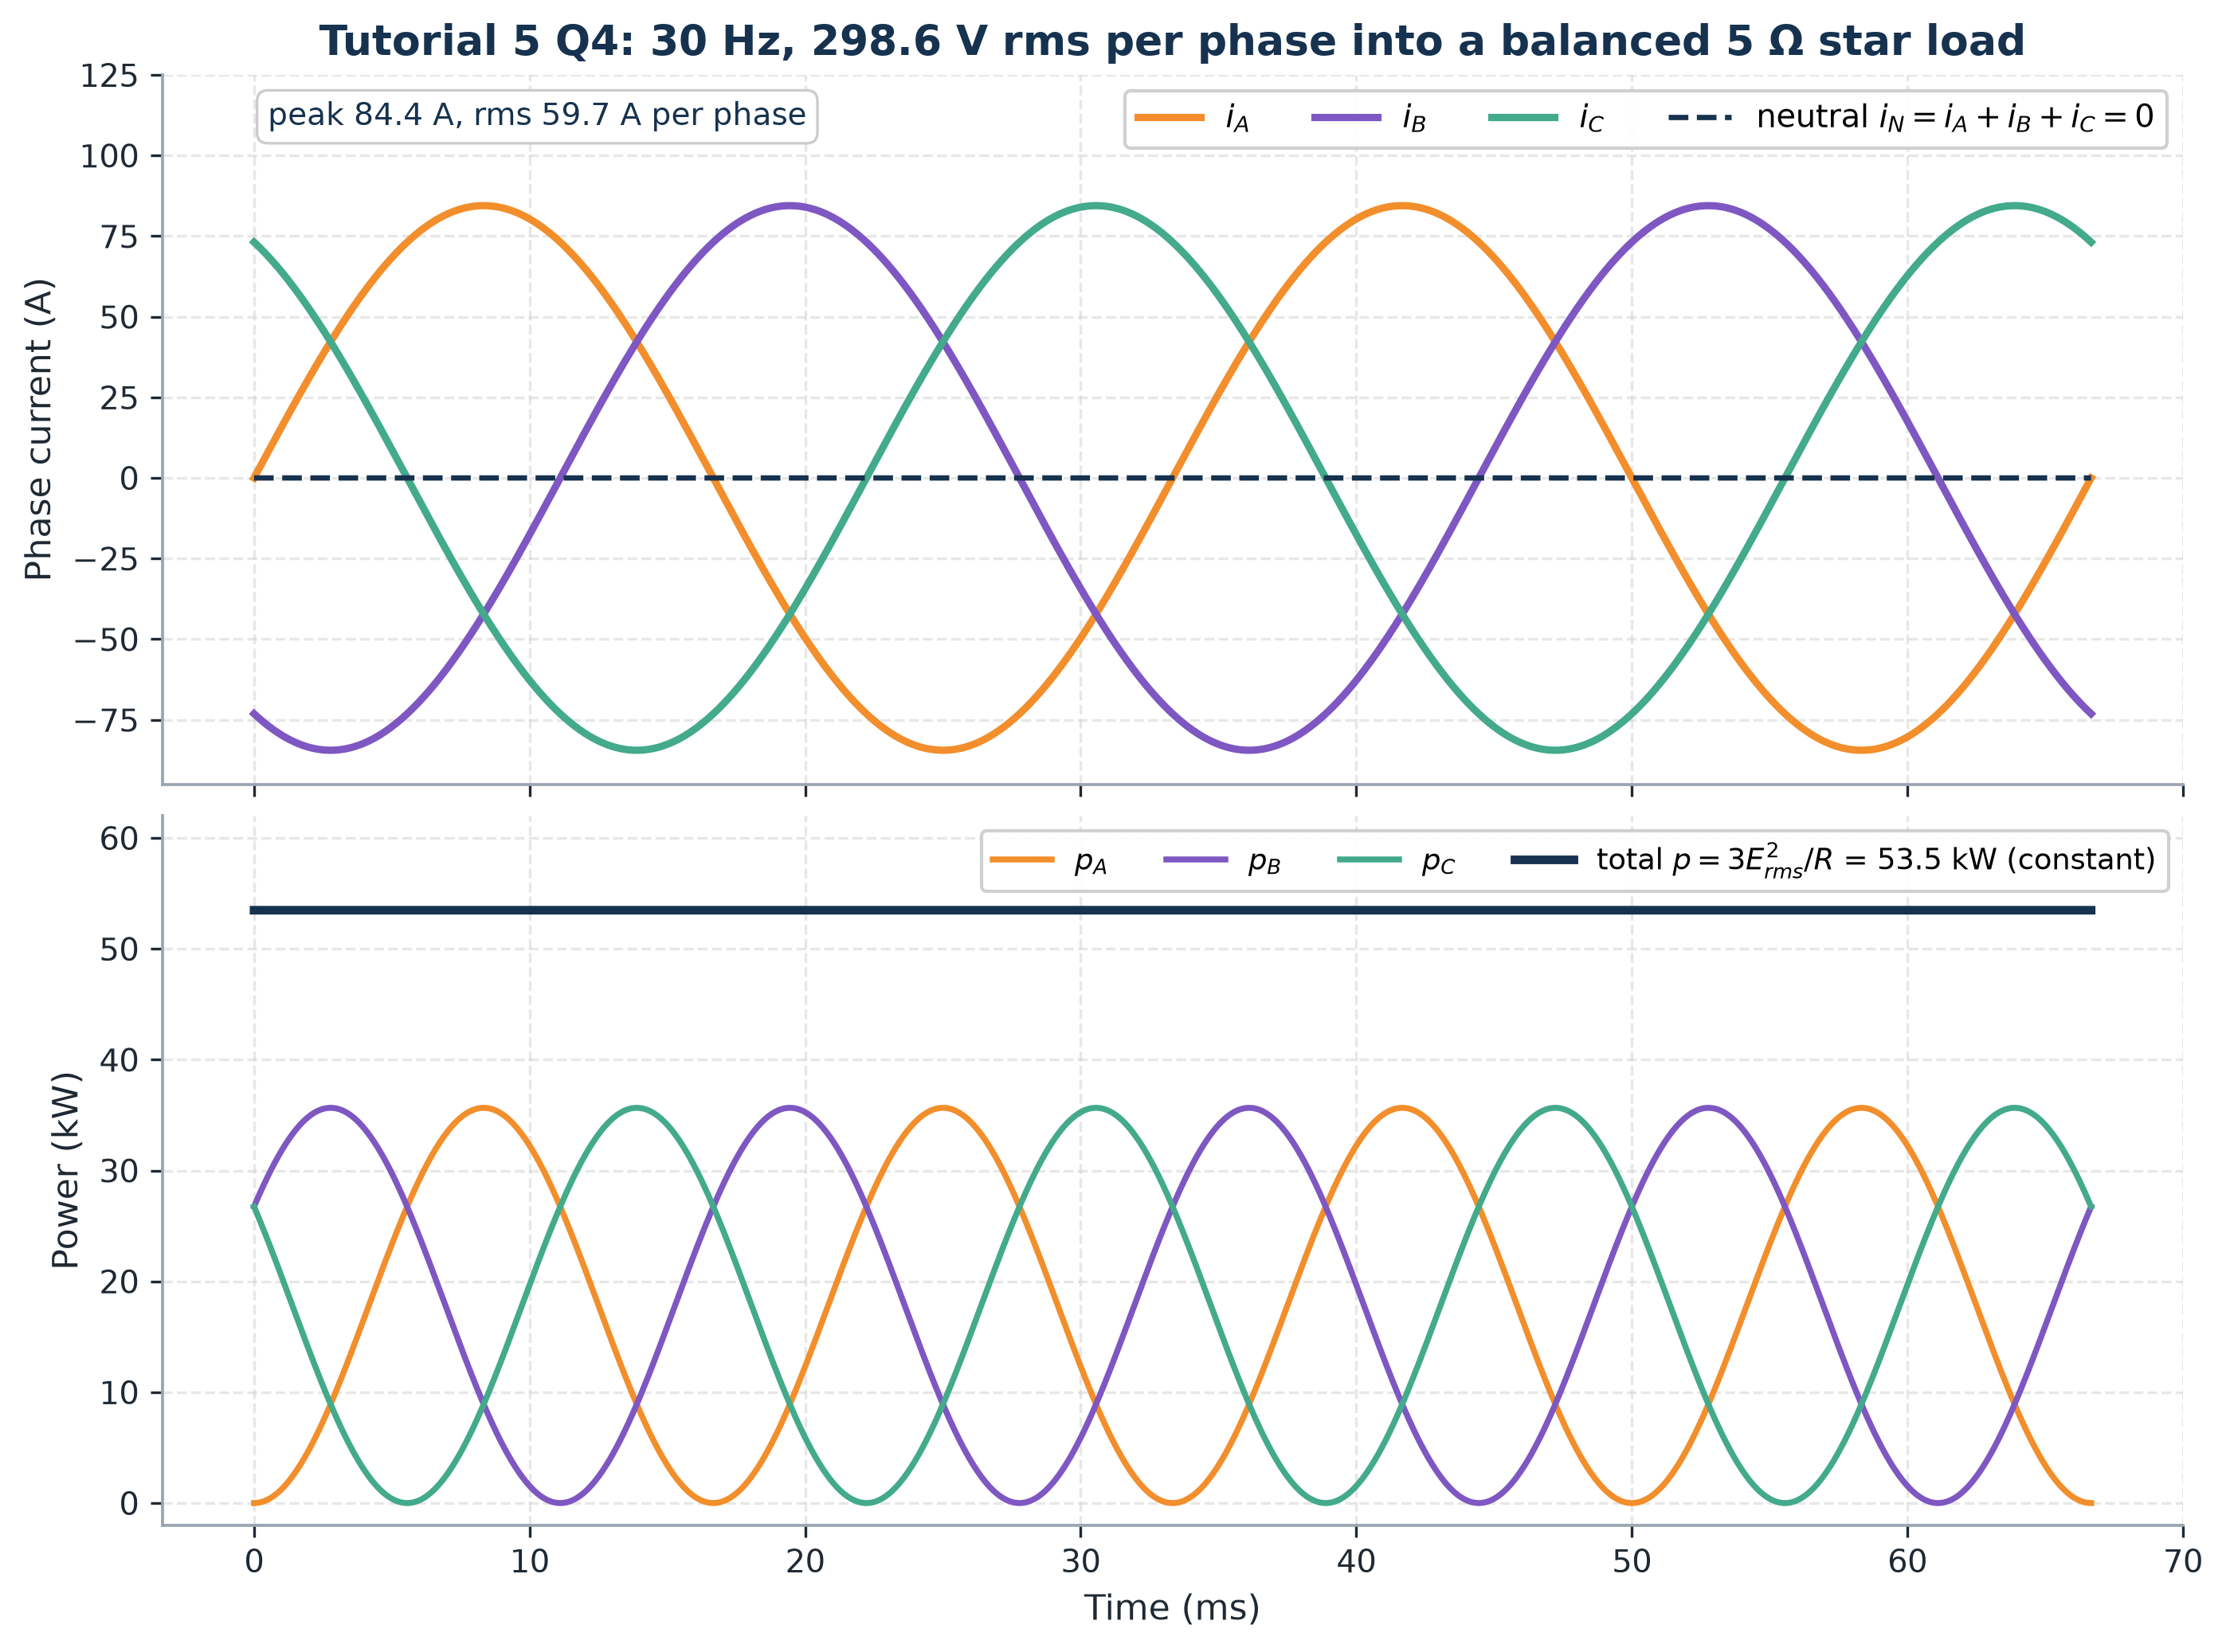 Tutorial 5 Q4: 30 Hz, 298.6 V rms per phase into a balanced 5 Ω star load
peak 84.4 A, rms 59.7 A per phase
i_A i_B i_C neutral i_N = i_A + i_B + i_C = 0
125
100
75
50
25
0
−25
−50
−75
Phase current (A)
p_A p_B p_C total p = 3E²_rms/R = 53.5 kW (constant)
60
50
40
30
20
10
0
Power (kW)
0 10 20 30 40 50 60 70
Time (ms)